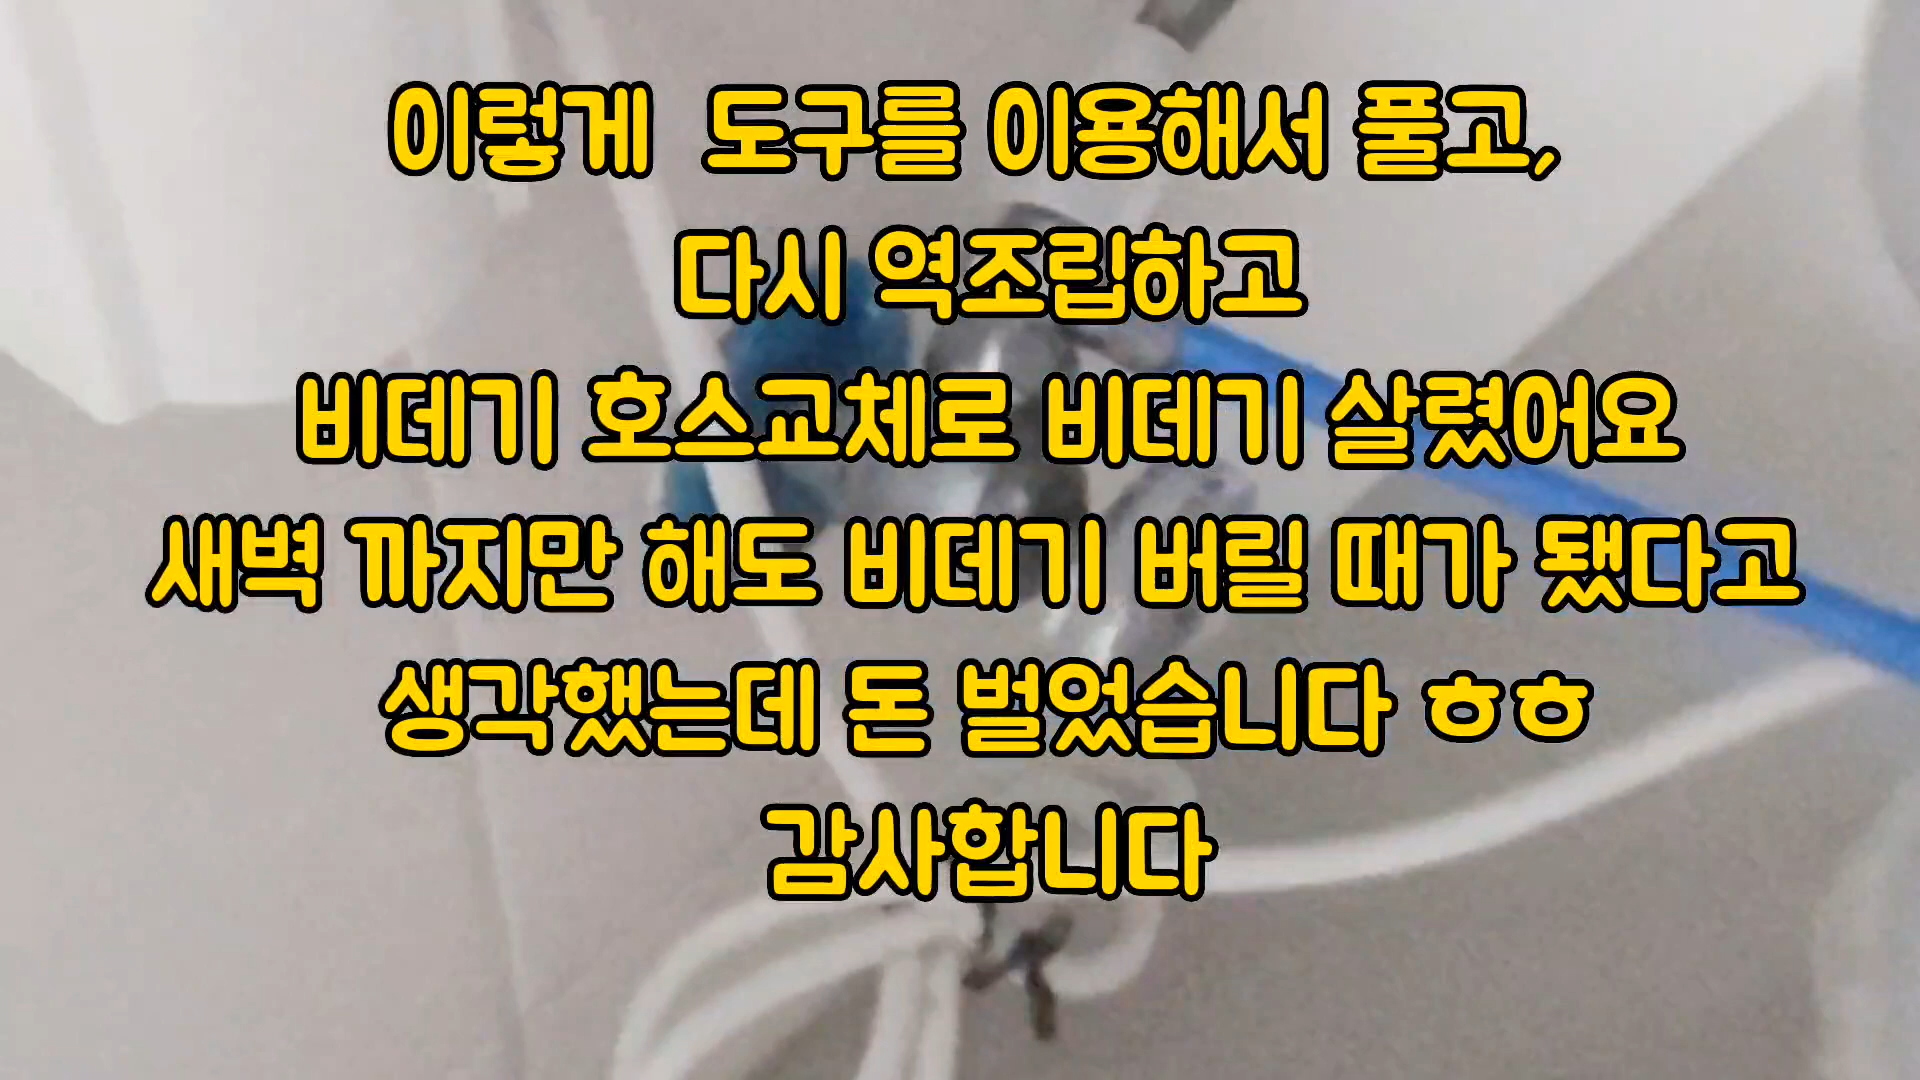 이렇게 도구를 이용해서 풀고,
다시 역조립하고
비데기 호스교체로 비데기 살렸어요
새벽 까지만 해도 비데기 버릴 때가 됐다고
생각했는데 돈 벌었습니다 ㅎㅎ
감사합니다